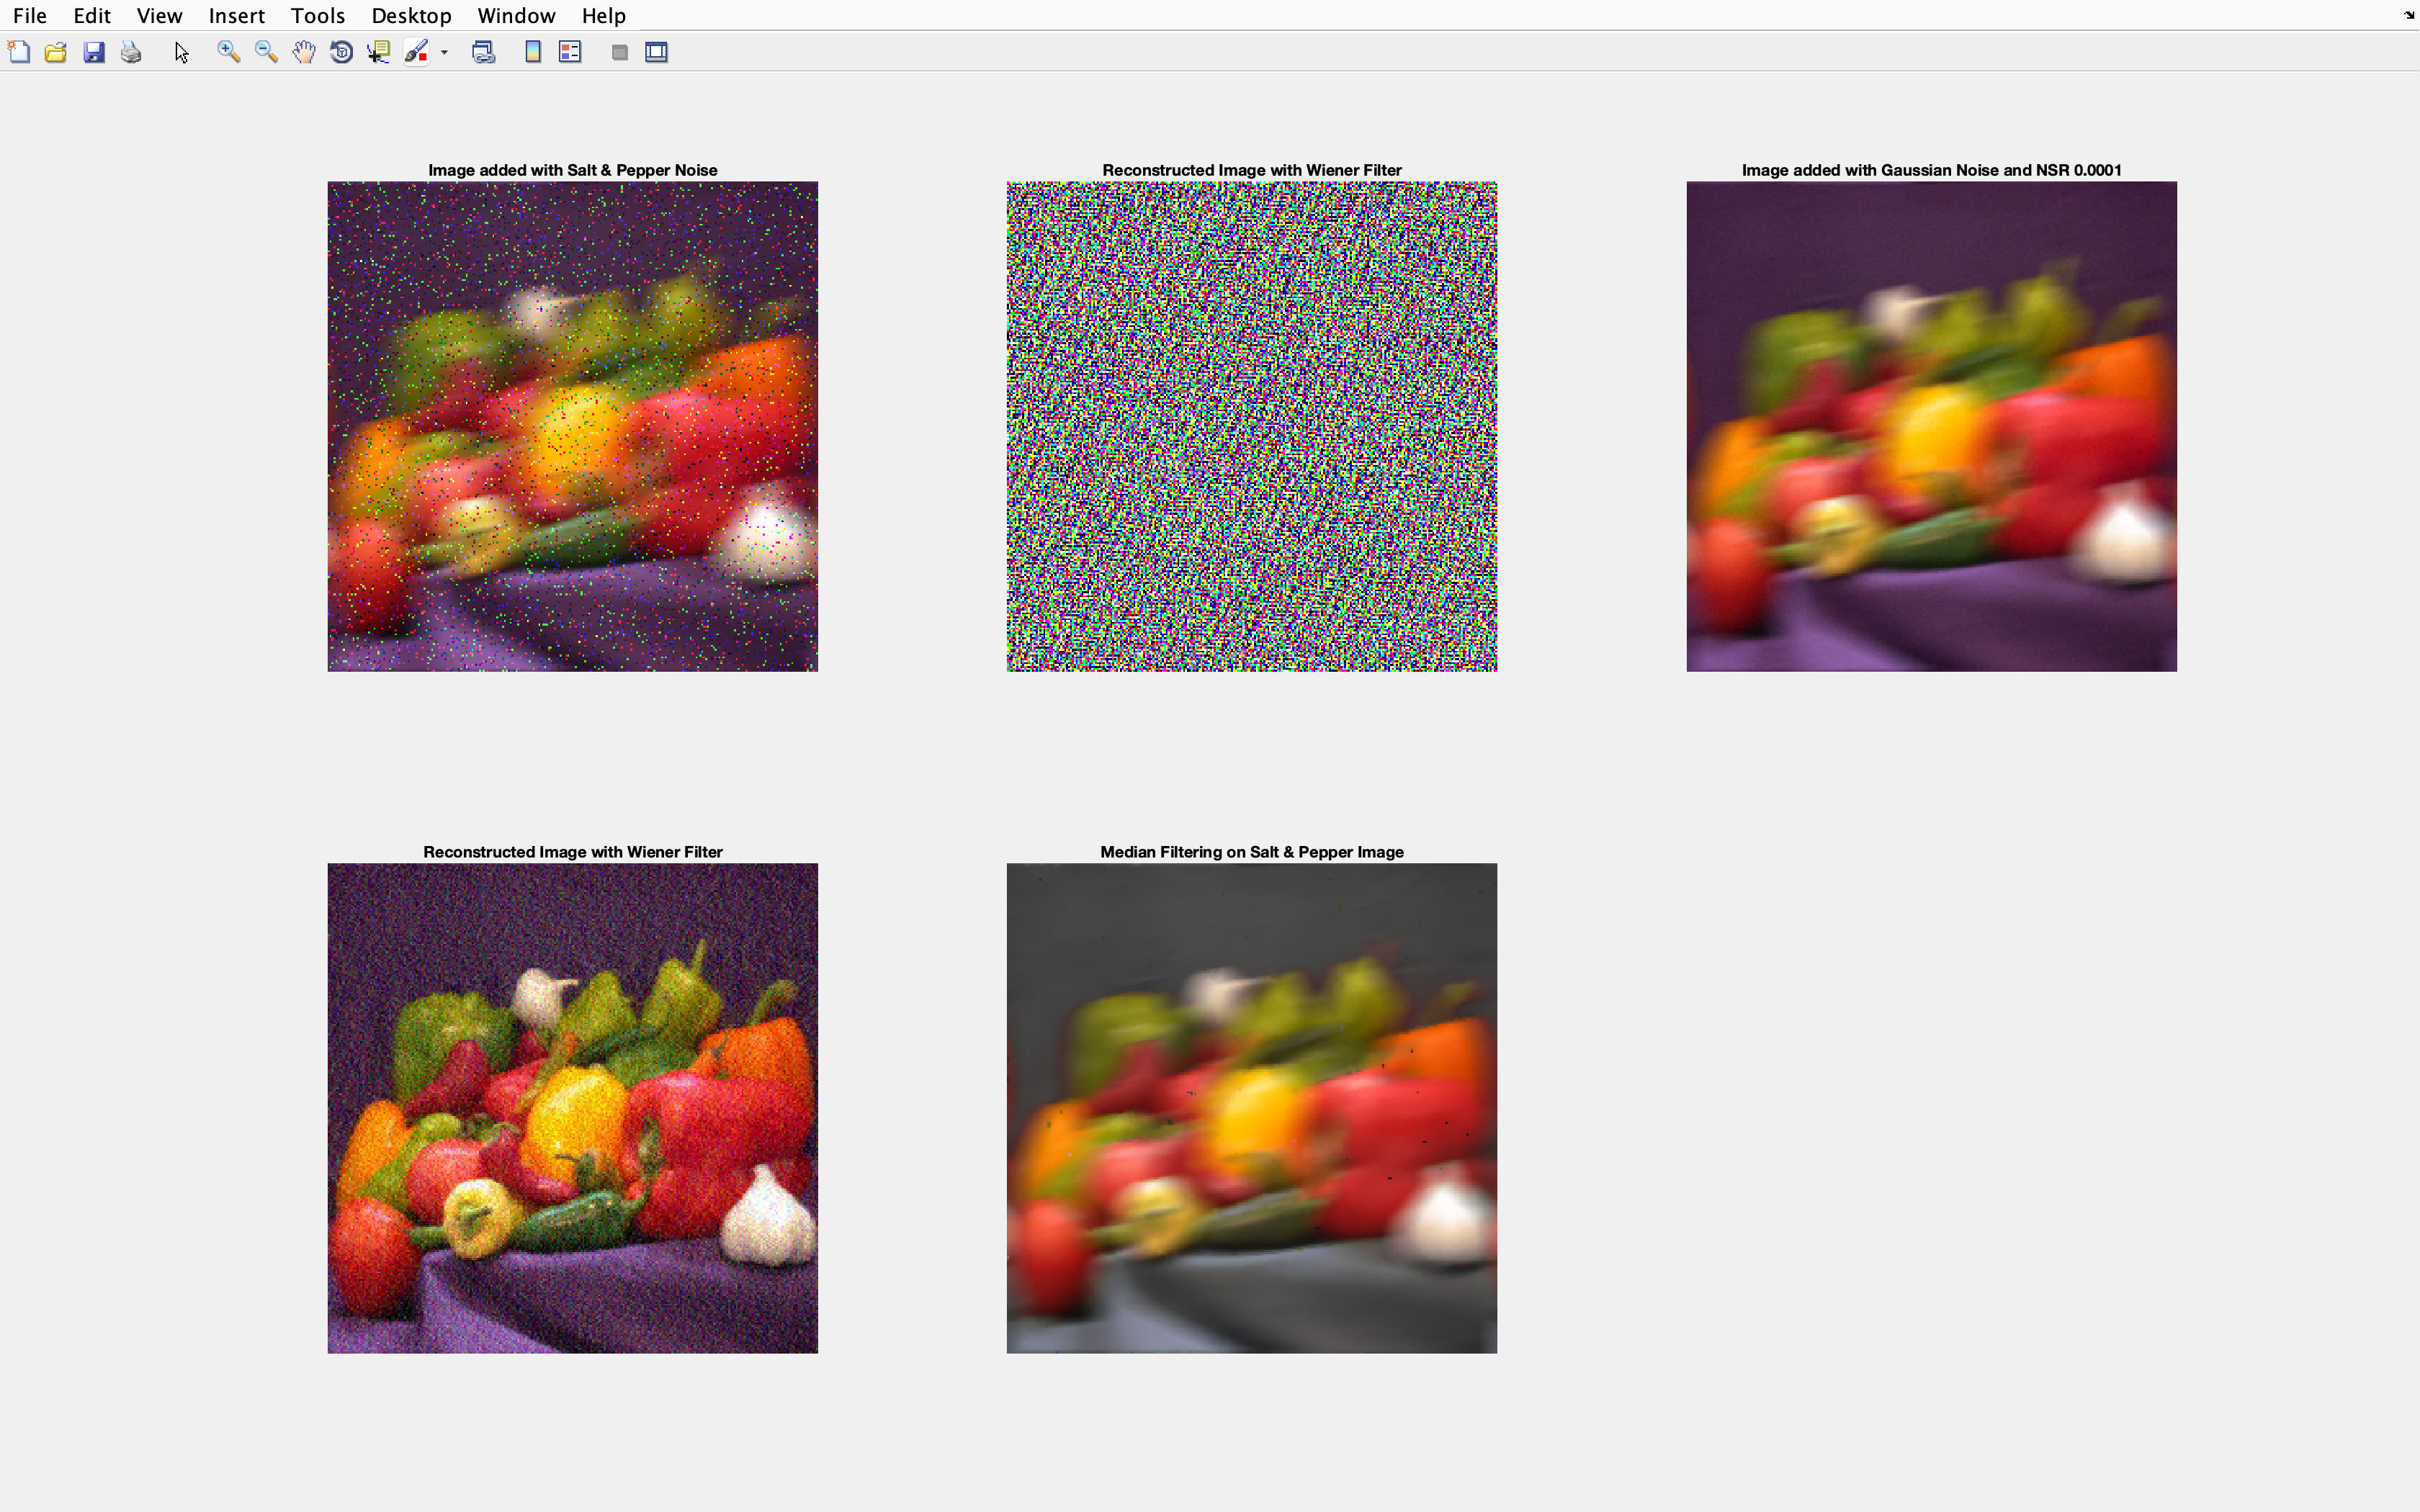 File Edit View Insert Tools Desktop Window Help
Image added with Salt & Pepper Noise
Reconstructed Image with Wiener Filter
Image added with Gaussian Noise and NSR 0.0001
Reconstructed Image with Wiener Filter
Median Filtering on Salt & Pepper Image